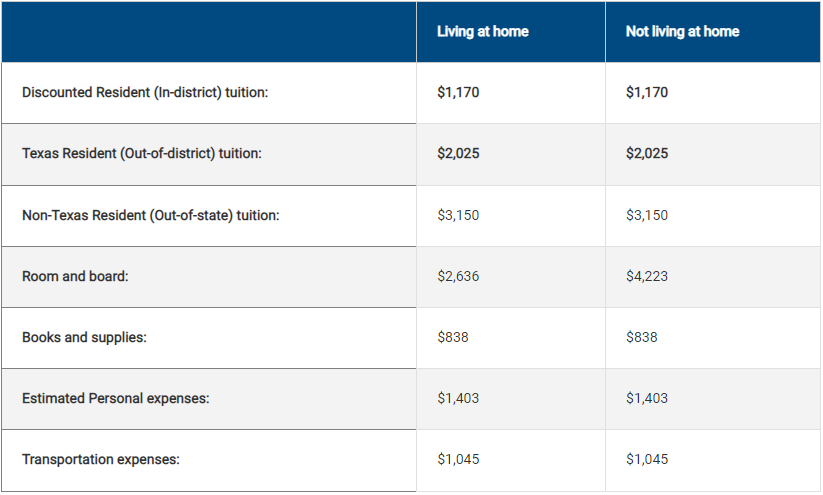 Living at home Not living at home
Discounted Resident (In-district) tuition: $1,170 $1,170
Texas Resident (Out-of-district) tuition: $2,025 $2,025
Non-Texas Resident (Out-of-state) tuition: $3,150 $3,150
Room and board: $2,636 $4,223
Books and supplies: $838 $838
Estimated Personal expenses: $1,403 $1,403
Transportation expenses: $1,045 $1,045